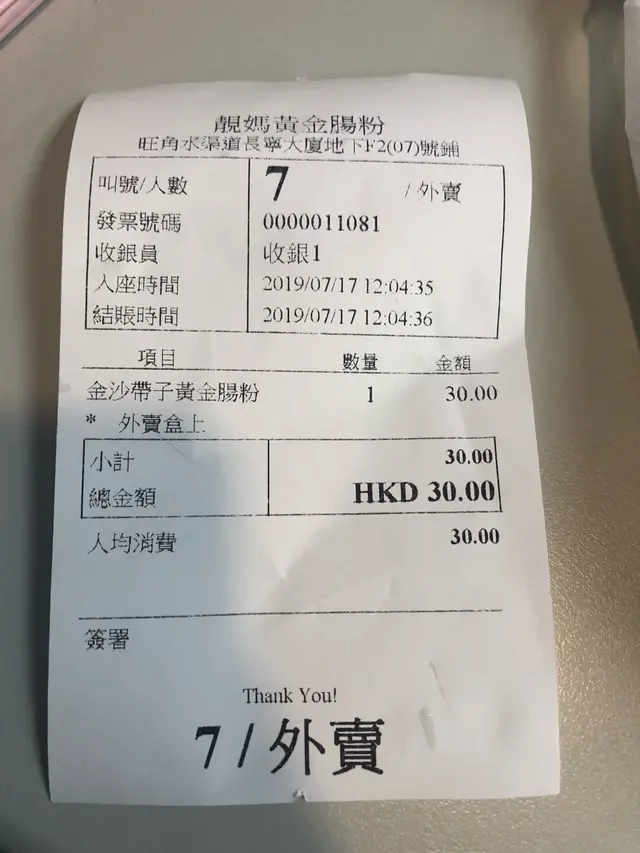 靚媽黃金腸粉
旺角水渠道長寧大廈地下F2(07)號鋪
叫號/人數 7 /外賣
發票號碼 0000011081
收銀員 收銀1
入座時間 2019/07/17 12:04:35
結賬時間 2019/07/17 12:04:36
項目 數量 金額
金沙帶子黃金腸粉 1 30.00
* 外賣盒上
小計 30.00
總金額 HKD 30.00
人均消費 30.00
簽署
Thank You!
7 / 外賣